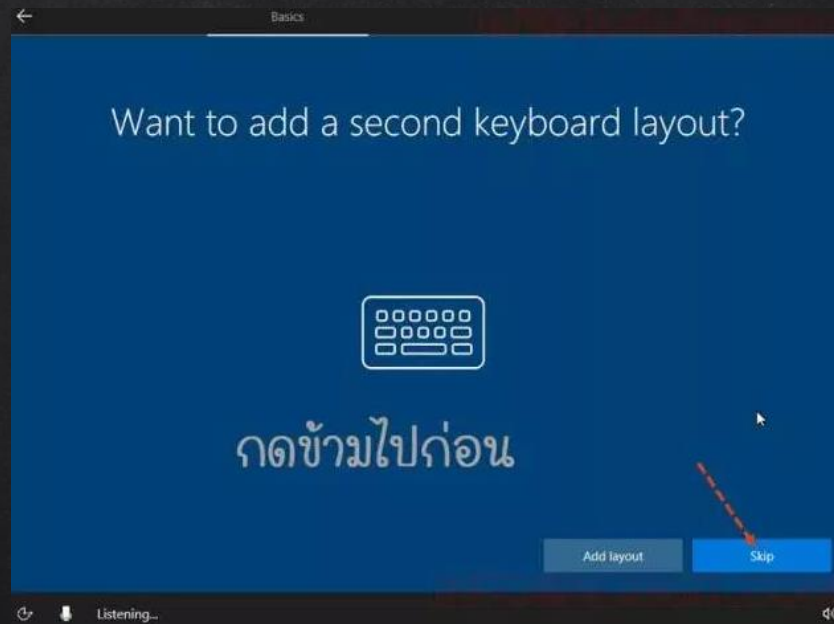 Basics
Want to add a second keyboard layout?
กดข้ามไปก่อน
Add layout
Skip
Listening...